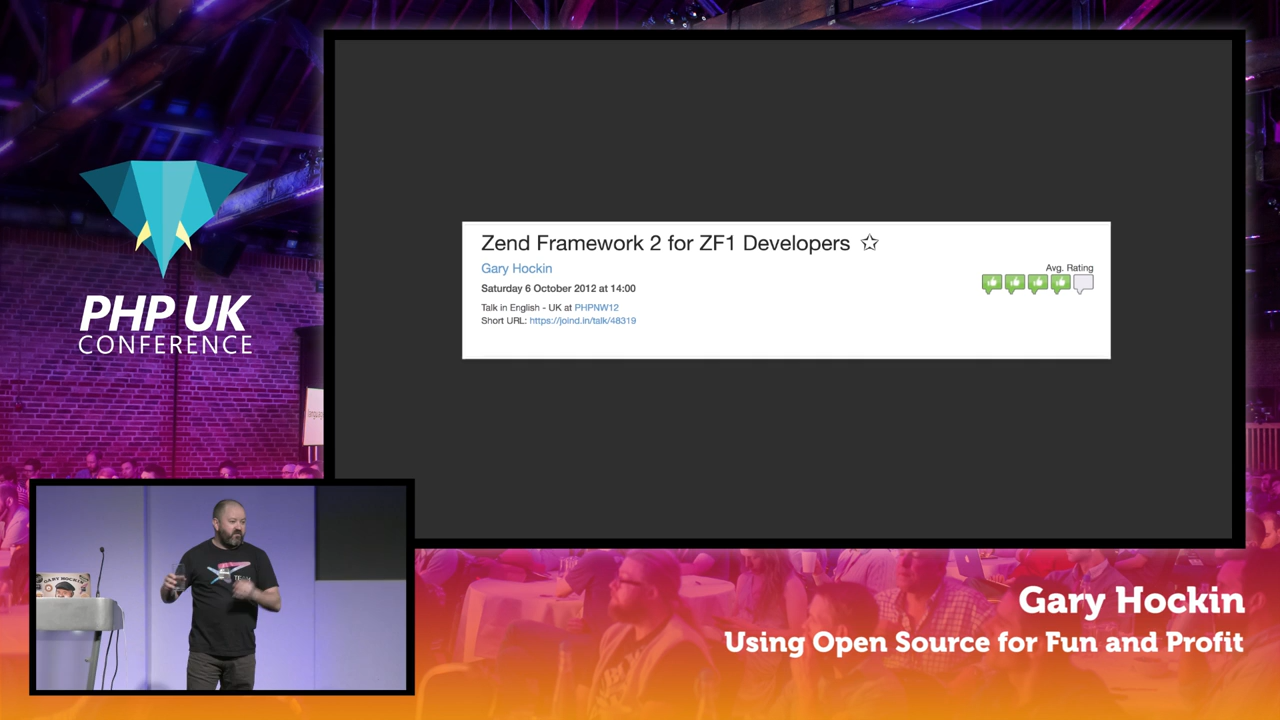 Zend Framework 2 for ZF1 Developers
Gary Hockin
Saturday 6 October 2012 at 14:00
Talk in English - UK at PHPNW12
Short URL: https://joind.in/talk/48319
Avg. Rating
PHP UK
CONFERENCE
GARY HOCKIN
Gary Hockin
Using Open Source for Fun and Profit